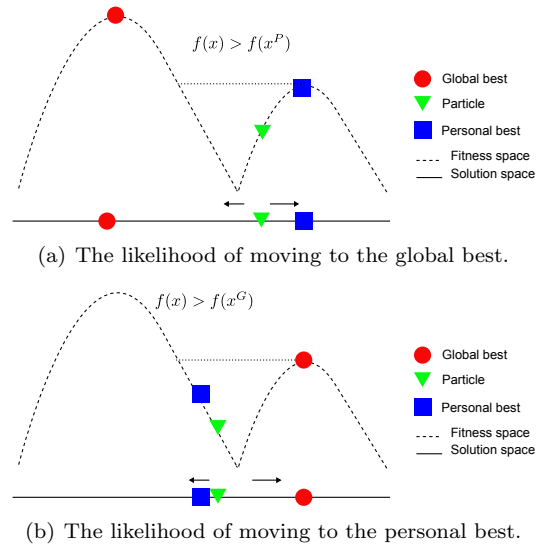 f(x) > f(x^P)
Global best
Particle
Personal best
Fitness space
Solution space
(a) The likelihood of moving to the global best.
f(x) > f(x^G)
Global best
Particle
Personal best
Fitness space
Solution space
(b) The likelihood of moving to the personal best.